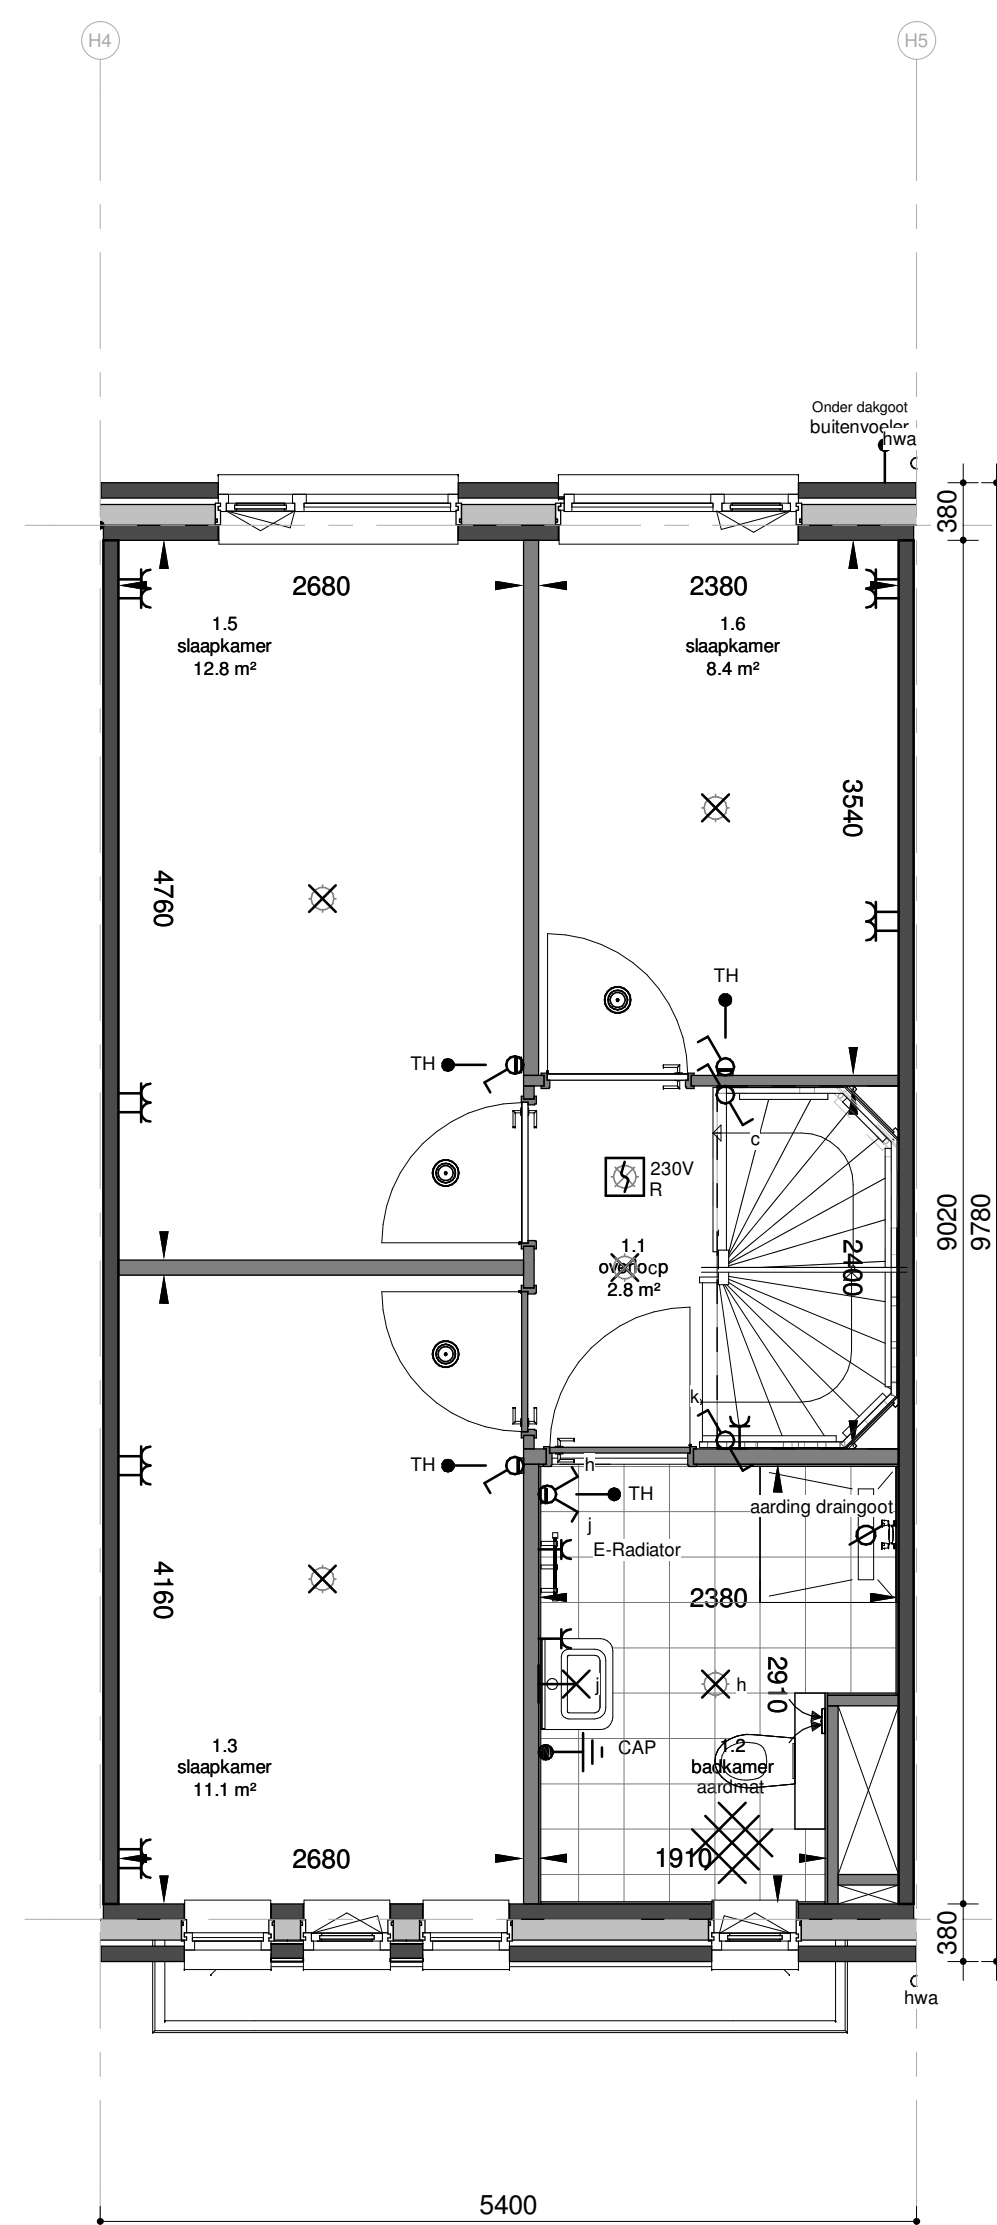 H4
H5
Onder dakgoot
buitenvoeler
hwa
380
2680
2380
1.5
slaapkamer
12.8 m²
1.6
slaapkamer
8.4 m²
3540
4760
TH
TH
c
230V
R
9020
9780
1.1
overloop
c
2.8 m²
2400
k
TH
h
TH
j
aarding draingoot
E-Radiator
4160
2380
j
h
2910
CAP
1.3
slaapkamer
11.1 m²
1.2
badkamer
aardmat
2680
1910
380
hwa
5400